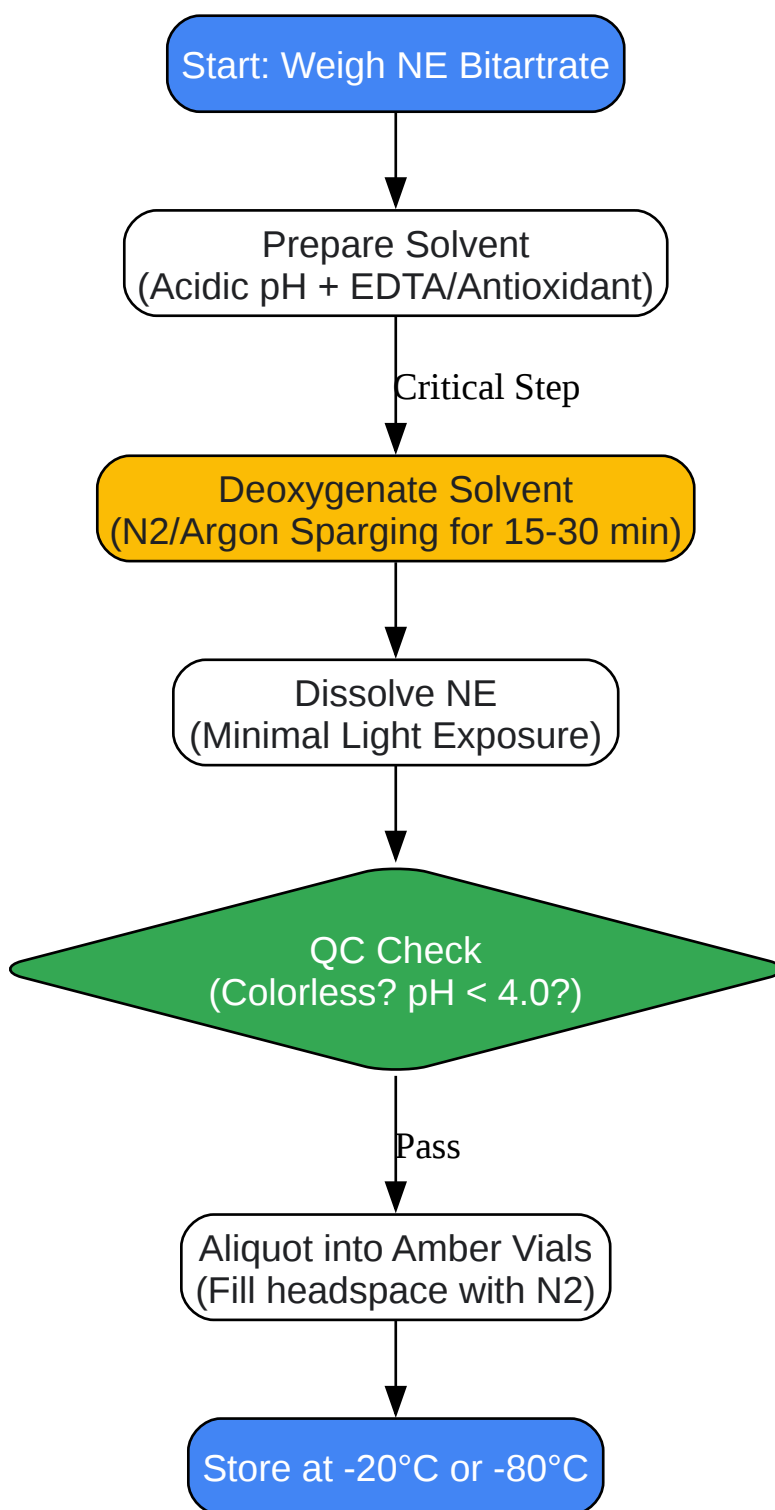 Start: Weigh NE Bitartrate
Prepare Solvent
(Acidic pH + EDTA/Antioxidant)
Critical Step
Deoxygenate Solvent
(N2/Argon Sparging for 15-30 min)
Dissolve NE
(Minimal Light Exposure)
QC Check
(Colorless? pH < 4.0?)
Pass
Aliquot into Amber Vials
(Fill headspace with N2)
Store at -20°C or -80°C